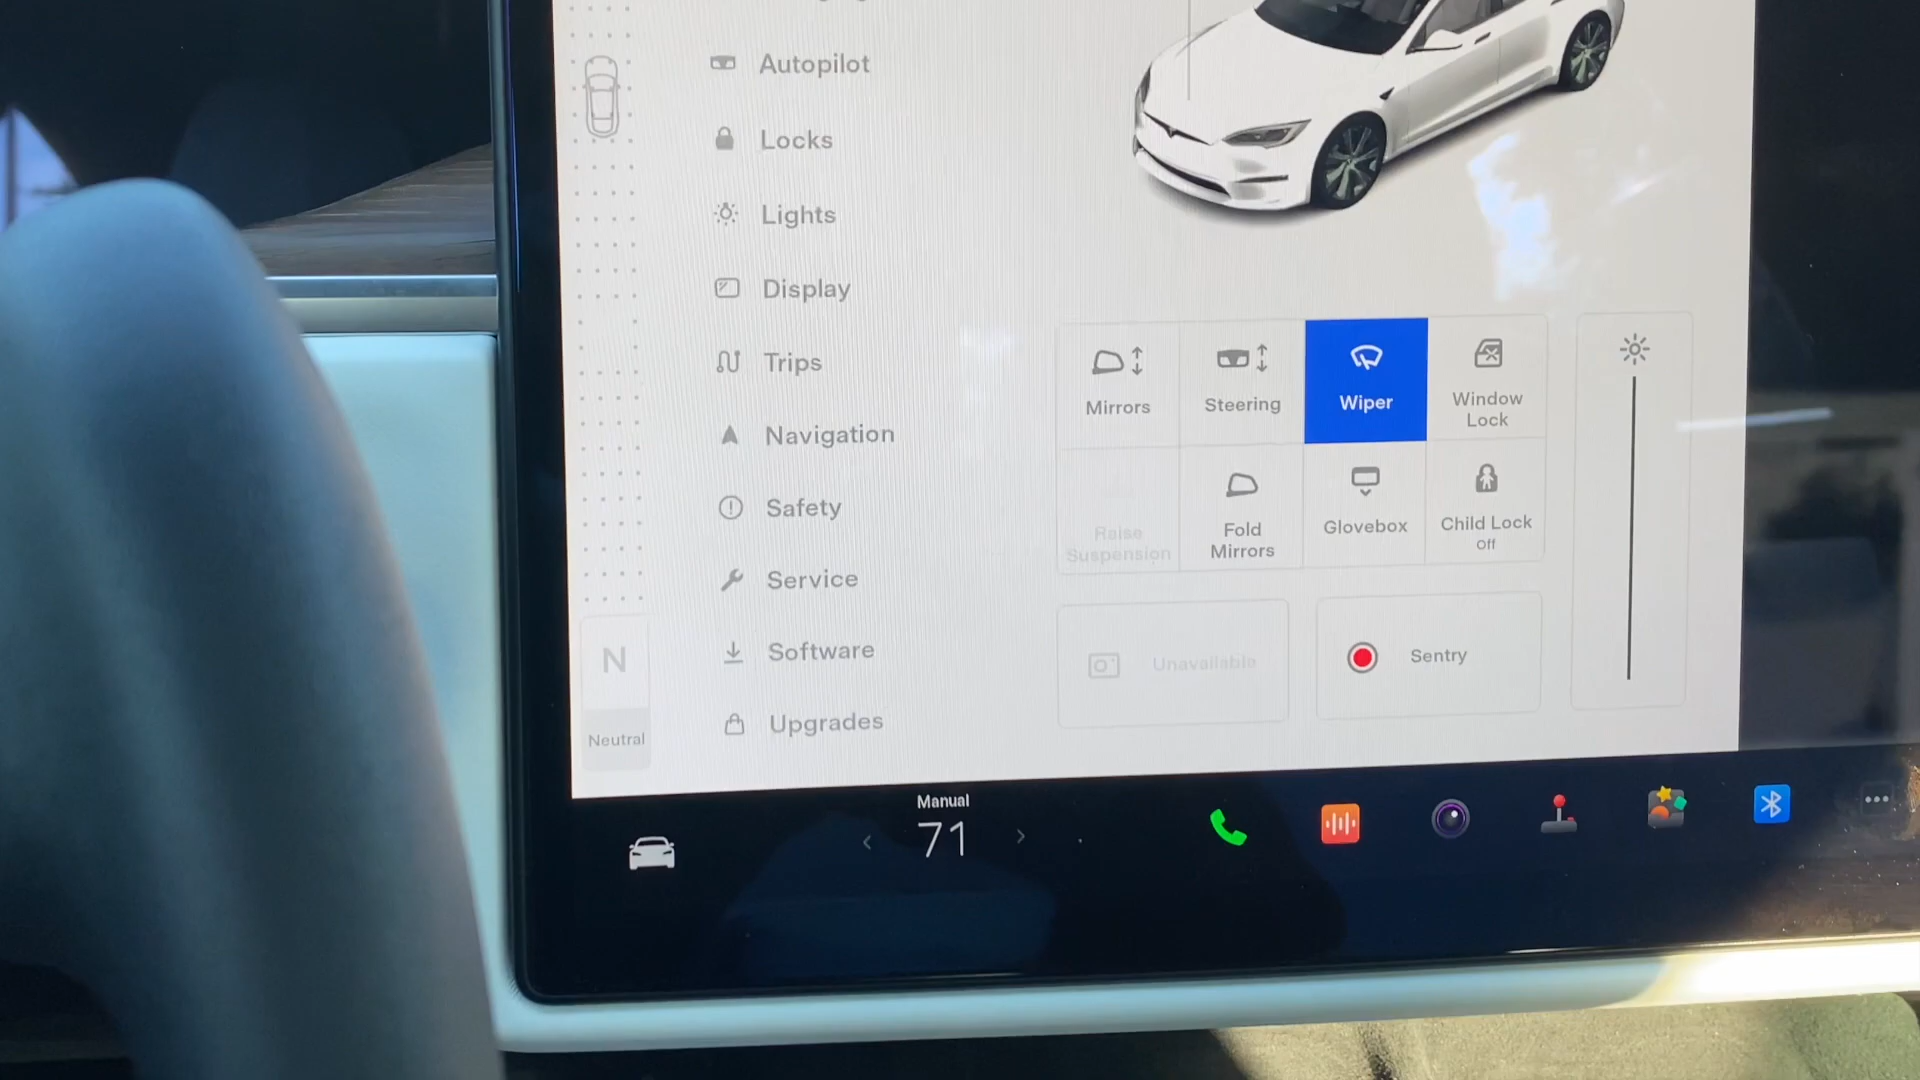 Autopilot
Locks
Lights
Display
Trips
Navigation
Safety
Service
Software
Upgrades
N
Neutral
Mirrors
Steering
Wiper
Window
Lock
Raise
Suspension
Fold
Mirrors
Glovebox
Child Lock
Off
Unavailable
Sentry
Manual
71